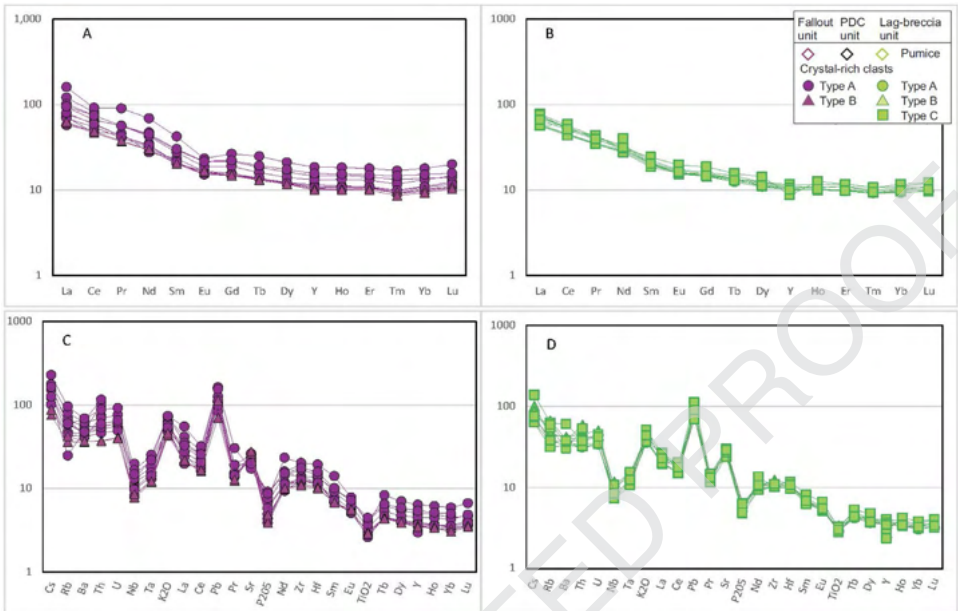 1,000
A
100
10
1
La Ce Pr Nd Sm Eu Gd Tb Dy Y Ho Er Tm Yb Lu
1000
B
100
10
1
La Ce Pr Nd Sm Eu Gd Tb Dy Y Ho Er Tm Yb Lu
Fallout PDC Lag-breccia
unit unit unit
Pumice
Crystal-rich clasts
Type A Type A
Type B Type B
Type C
1000
C
100
10
1
Cs Rb Ba Th U Nb Ta K2O La Ce Pb Pr Sr P2O5 Nd Zr Hf Sm Eu TiO2 Tb Dy Y Ho Yb Lu
1000
D
100
10
1
Cs Rb Ba Th U Nb Ta K2O La Ce Pb Pr Sr P2O5 Nd Zr Hf Sm Eu TiO2 Tb Dy Y Ho Yb Lu
TED PROOF